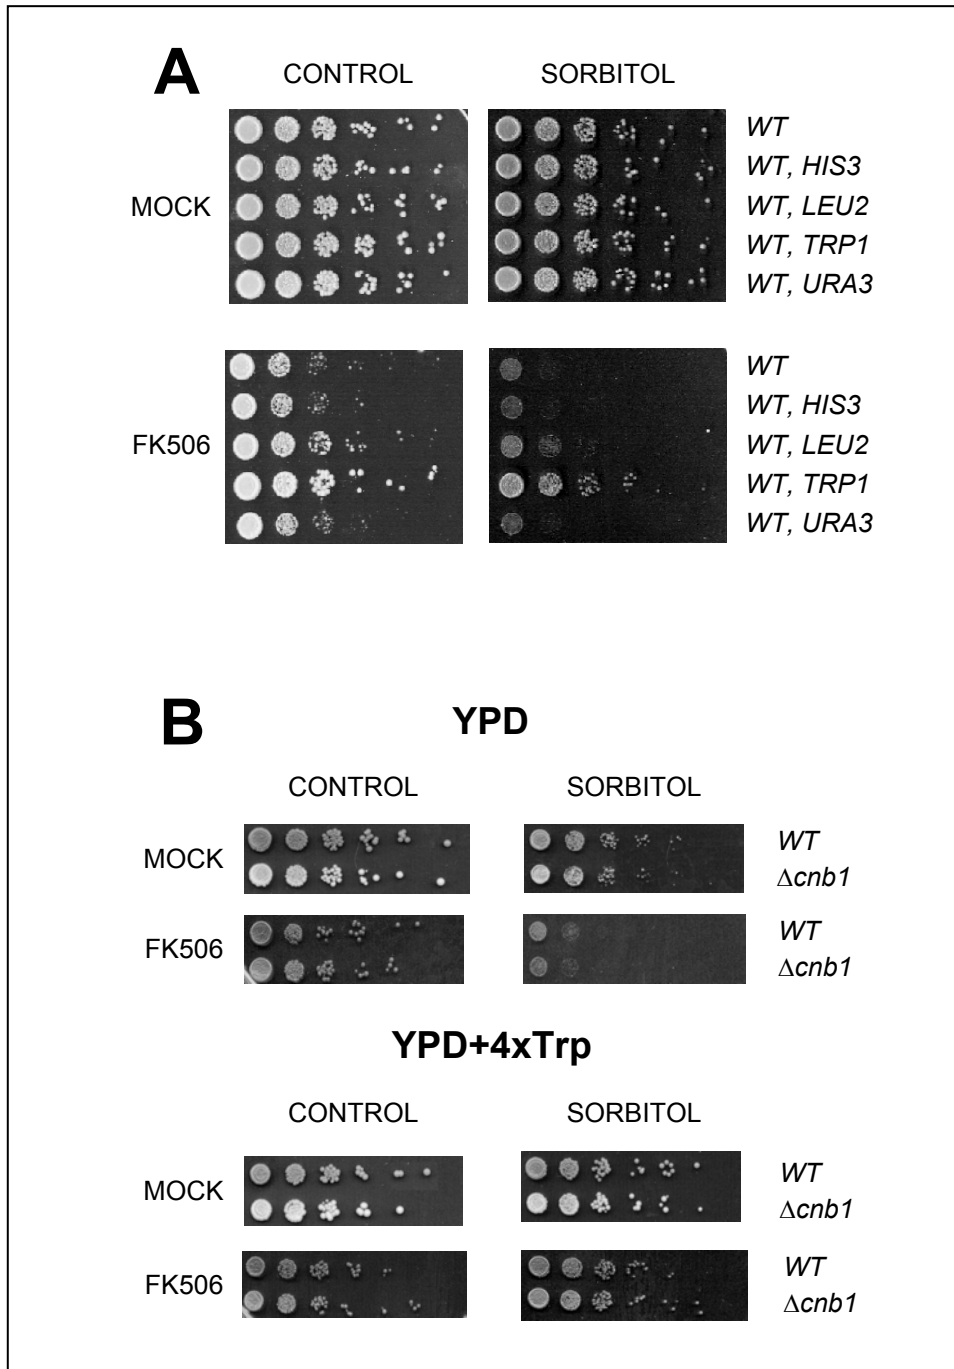 A
CONTROL SORBITOL
MOCK
WT
WT, HIS3
WT, LEU2
WT, TRP1
WT, URA3
FK506
WT
WT, HIS3
WT, LEU2
WT, TRP1
WT, URA3
B
YPD
CONTROL SORBITOL
MOCK
WT
Δcnb1
FK506
WT
Δcnb1
YPD+4xTrp
CONTROL SORBITOL
MOCK
WT
Δcnb1
FK506
WT
Δcnb1